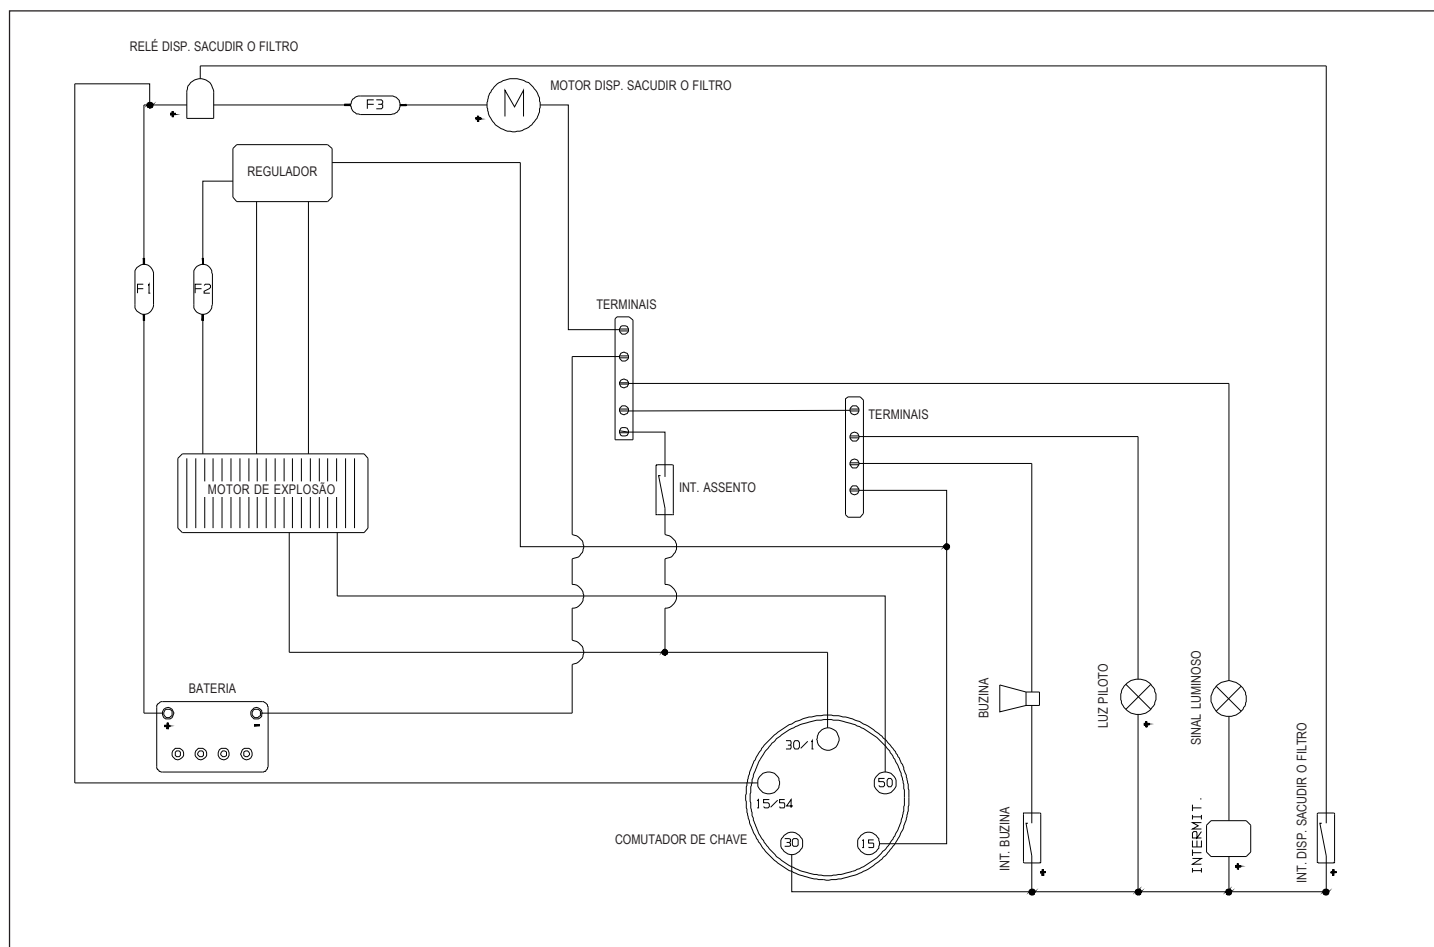 RELÉ DISP. SACUDIR O FILTRO
MOTOR DISP. SACUDIR O FILTRO
F3
M
+
+
REGULADOR
F1
F2
TERMINAIS
TERMINAIS
MOTOR DE EXPLOSÃO
INT. ASSENTO
BATERIA
+
-
BUZINA
LUZ PILOTO
+
SINAL LUMINOSO
30/1
50
15/54
30
15
COMUTADOR DE CHAVE
INT. BUZINA
+
INTERMIT.
+
INT. DISP. SACUDIR O FILTRO
+